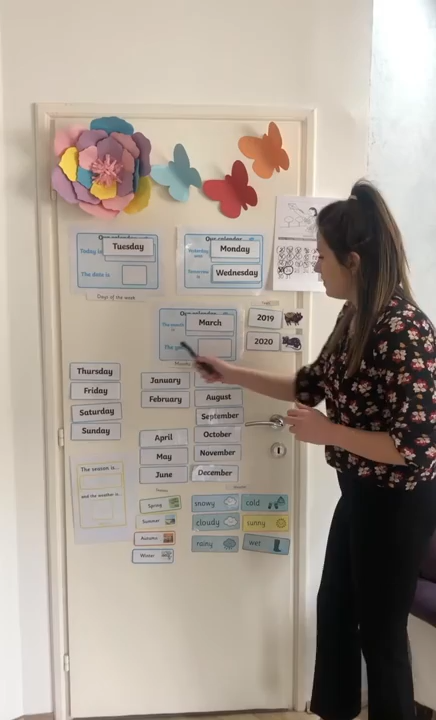 Our calendar
Today is
Tuesday
The date is
Our calendar
Yesterday was
Monday
Tomorrow is
Wednesday
Days of the week
Our calendar
The month is
March
The year
2019
2020
Months
Thursday
Friday
Saturday
Sunday
January
February
April
May
June
August
September
October
November
December
The season is...
and the weather is...
Spring
Summer
Autumn
Winter
snowy
cold
cloudy
sunny
rainy
wet